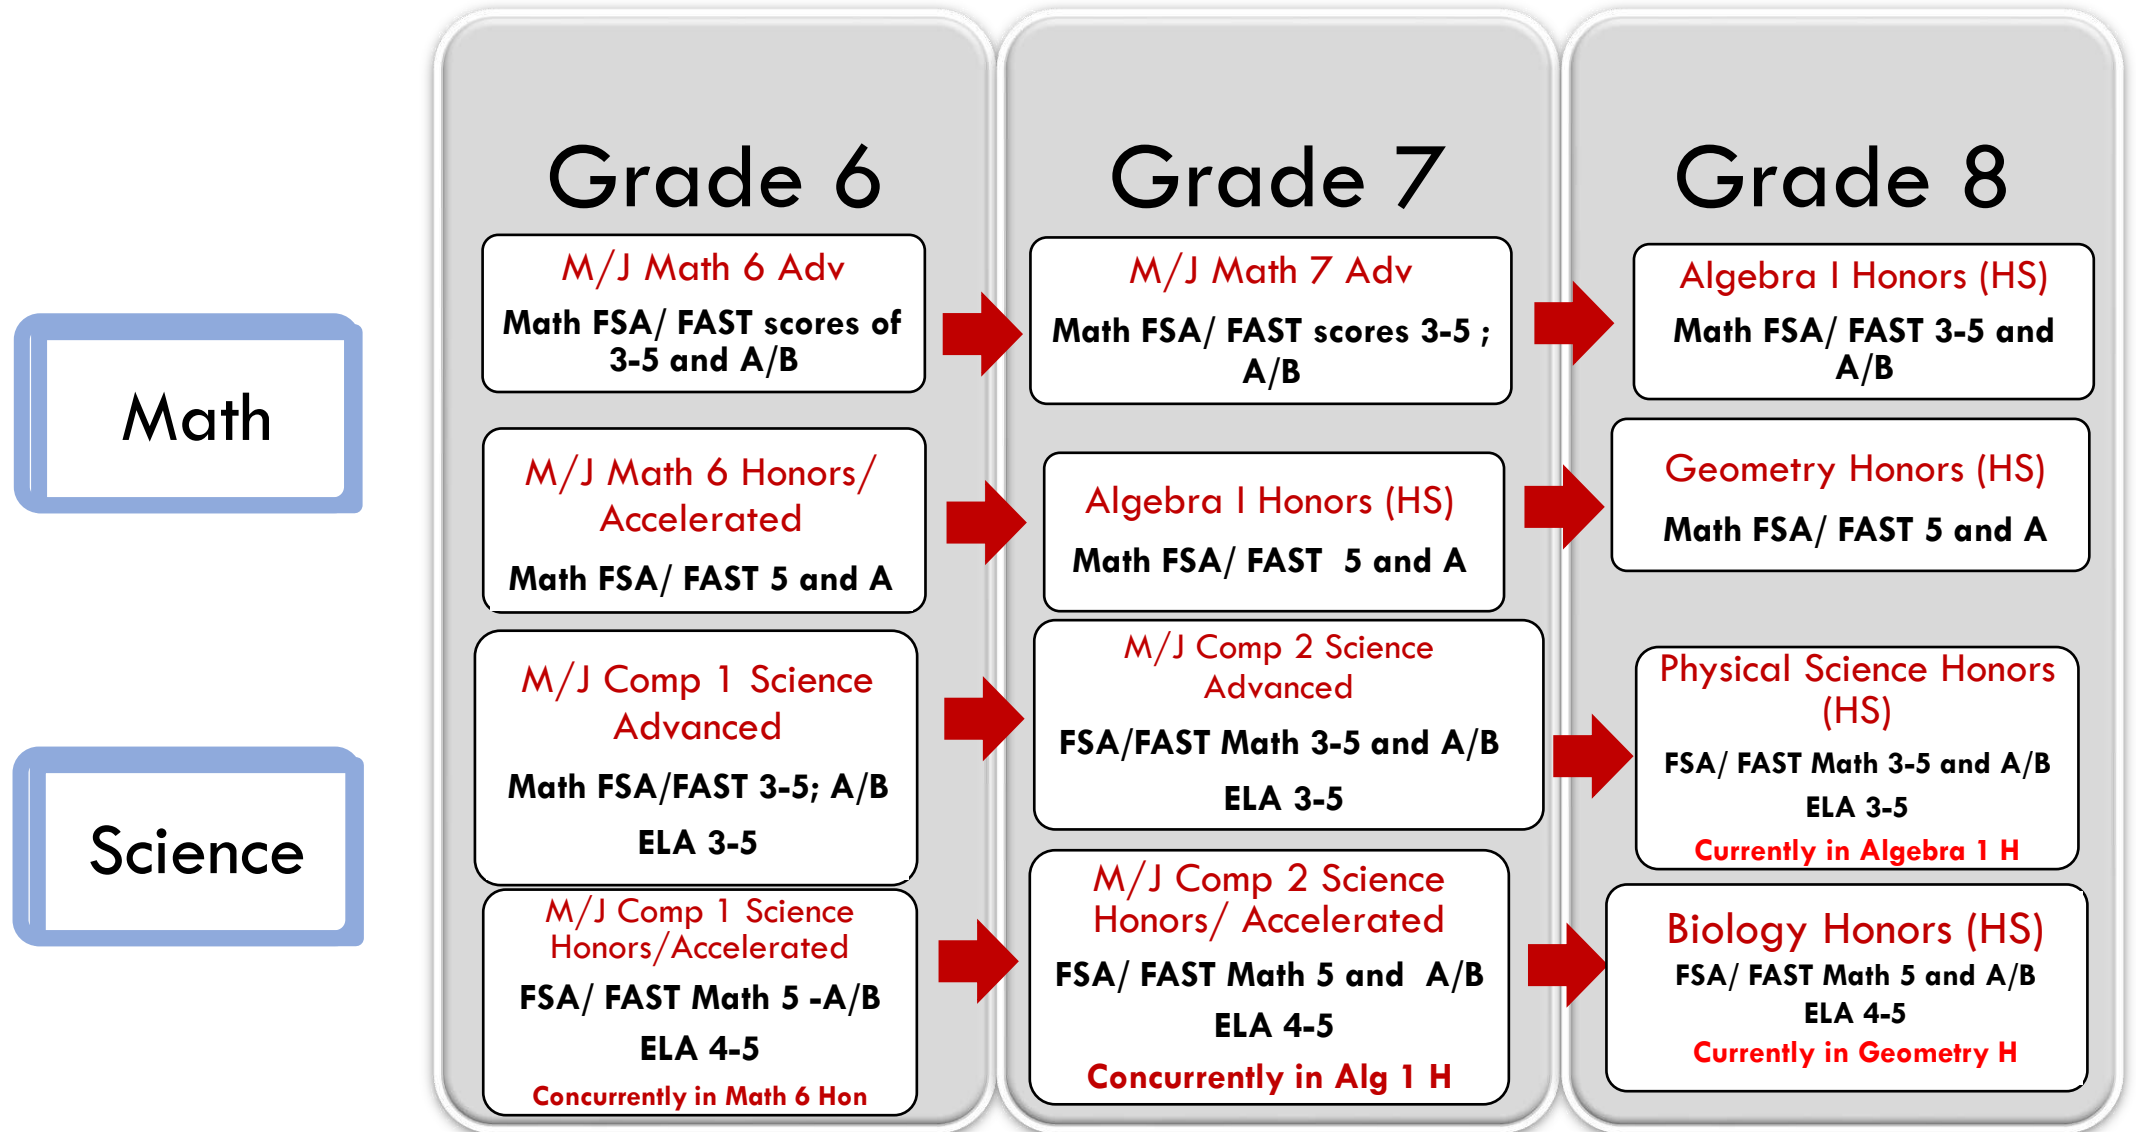 Grade 6
Grade 7
Grade 8
Math
M/J Math 6 Adv
Math FSA/ FAST scores of
3-5 and A/B
M/J Math 7 Adv
Math FSA/ FAST scores 3-5 ;
A/B
Algebra I Honors (HS)
Math FSA/ FAST 3-5 and
A/B
M/J Math 6 Honors/
Accelerated
Math FSA/ FAST 5 and A
Algebra I Honors (HS)
Math FSA/ FAST 5 and A
Geometry Honors (HS)
Math FSA/ FAST 5 and A
Science
M/J Comp 1 Science
Advanced
Math FSA/FAST 3-5; A/B
ELA 3-5
M/J Comp 2 Science
Advanced
FSA/FAST Math 3-5 and A/B
ELA 3-5
Physical Science Honors
(HS)
FSA/ FAST Math 3-5 and A/B
ELA 3-5
Currently in Algebra 1 H
M/J Comp 1 Science
Honors/Accelerated
FSA/ FAST Math 5 -A/B
ELA 4-5
Concurrently in Math 6 Hon
M/J Comp 2 Science
Honors/ Accelerated
FSA/ FAST Math 5 and A/B
ELA 4-5
Concurrently in Alg 1 H
Biology Honors (HS)
FSA/ FAST Math 5 and A/B
ELA 4-5
Currently in Geometry H